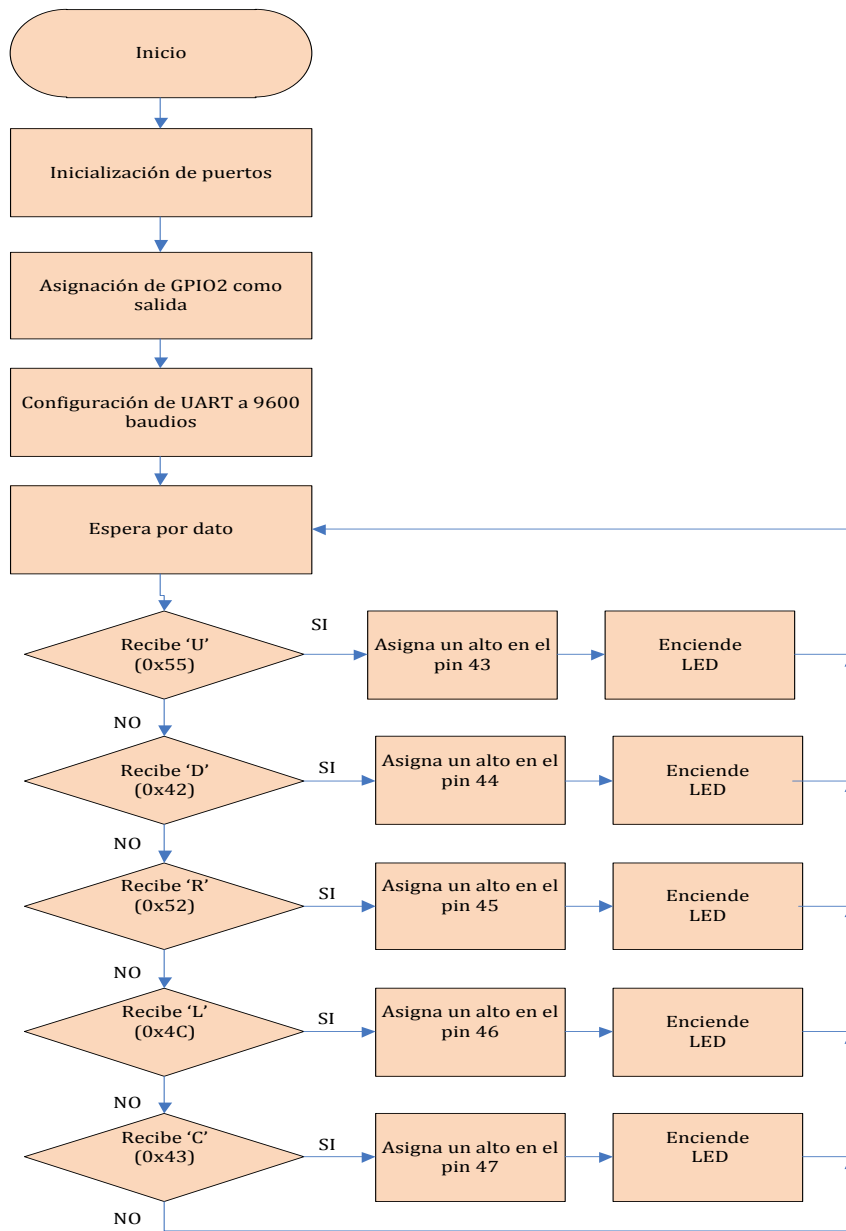 Inicio
Inicialización de puertos
Asignación de GPIO2 como
salida
Configuración de UART a 9600
baudios
Espera por dato
Recibe ‘U’
(0x55)
SI
Asigna un alto en el
pin 43
Enciende
LED
NO
Recibe ‘D’
(0x42)
SI
Asigna un alto en el
pin 44
Enciende
LED
NO
Recibe ‘R’
(0x52)
SI
Asigna un alto en el
pin 45
Enciende
LED
NO
Recibe ‘L’
(0x4C)
SI
Asigna un alto en el
pin 46
Enciende
LED
NO
Recibe ‘C’
(0x43)
SI
Asigna un alto en el
pin 47
Enciende
LED
NO